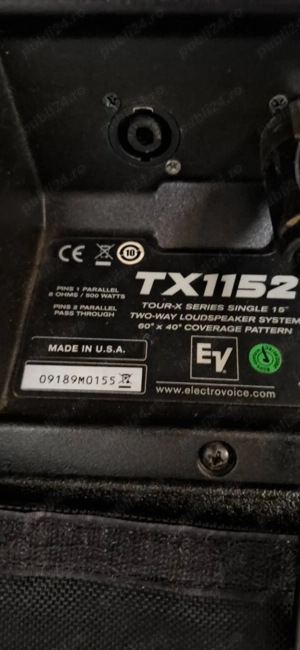 10
TX1152
PINS 1 PARALLEL
8 OHMS / 500 WATTS
PINS 2 PARALLEL
PASS THROUGH
TOUR-X SERIES SINGLE 15"
TWO-WAY LOUDSPEAKER SYSTEM
60° x 40° COVERAGE PATTERN
MADE IN U.S.A.
EV
09189M0155
www.electrovoice.com